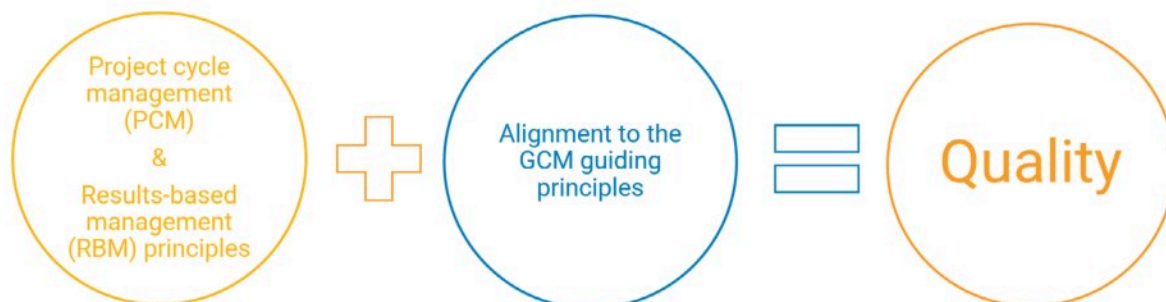 Project cycle
management
(PCM)
&
Results-based
management
(RBM) principles
Alignment to the
GCM guiding
principles
Quality